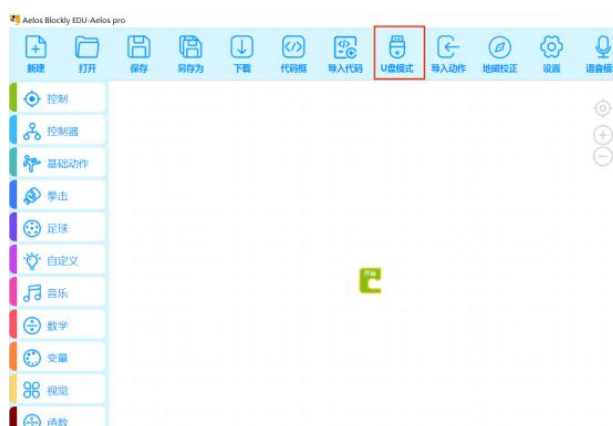 Aelos Blockly EDU-Aelos pro
新建 打开 保存 另存为 下载 代码框 导入代码 U盘模式 导入动作 地磁校正 设置 语音模
控制
控制器
基础动作
拳击
足球
自定义
开始
音乐
数学
变量
视觉
函数